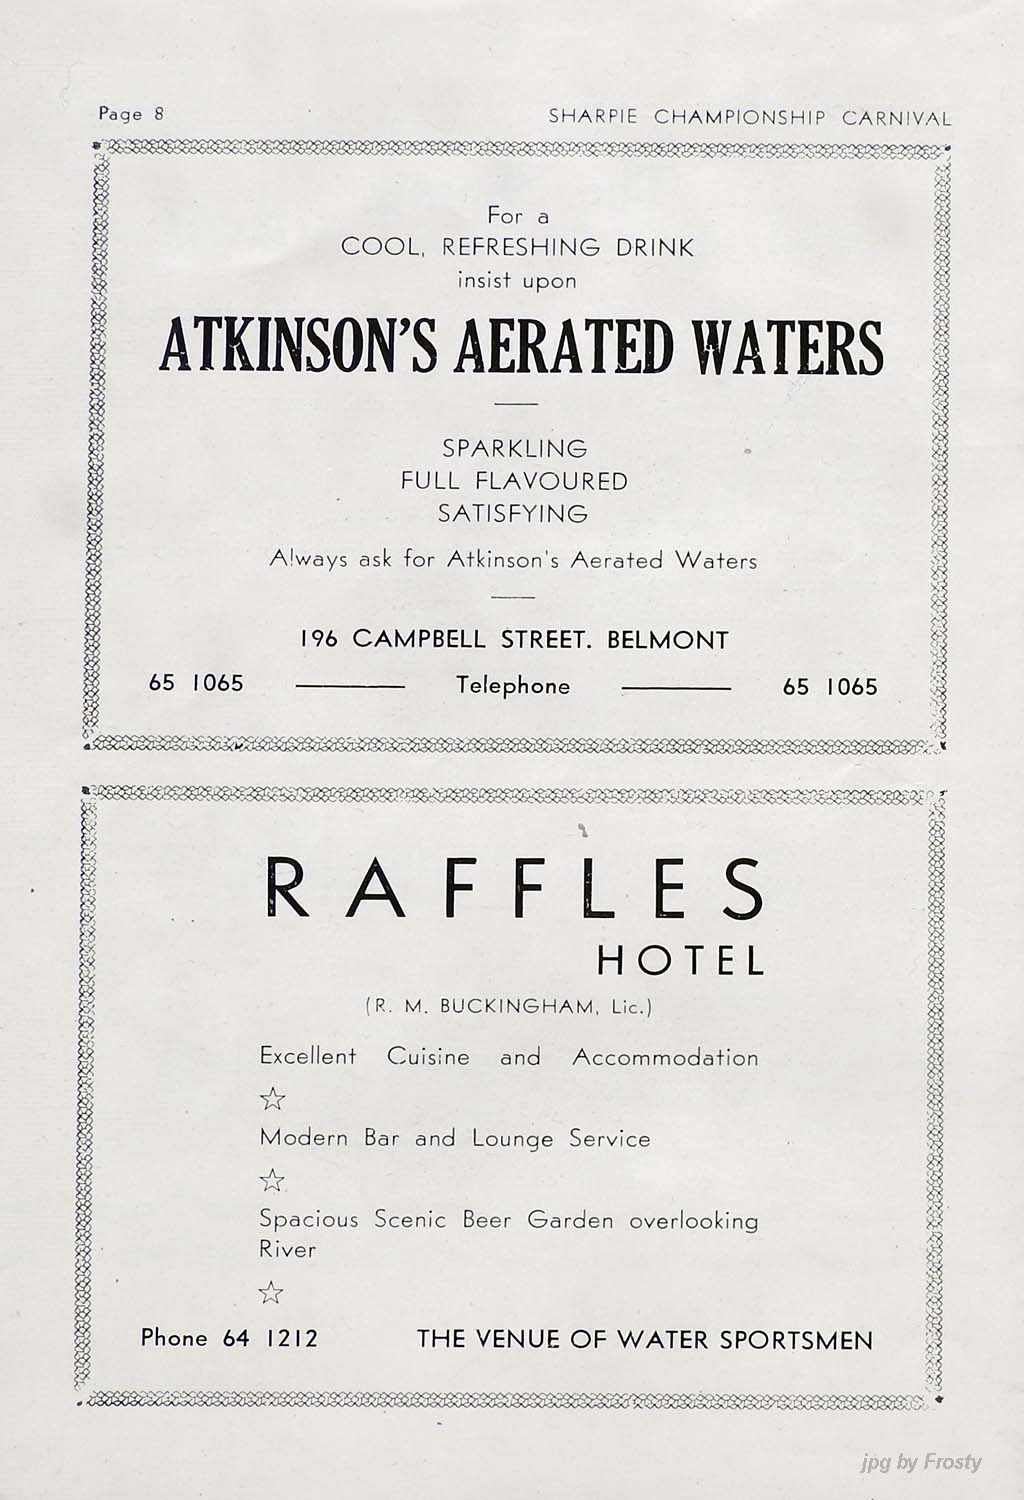 Page 8
SHARPIE CHAMPIONSHIP CARNIVAL
For a
COOL, REFRESHING DRINK
insist upon
ATKINSON'S AERATED WATERS
SPARKLING
FULL FLAVOURED
SATISFYING
Always ask for Atkinson's Aerated Waters
196 CAMPBELL STREET. BELMONT
65 1065 Telephone 65 1065
RAFFLES
HOTEL
(R. M. BUCKINGHAM, Lic.)
Excellent Cuisine and Accommodation
Modern Bar and Lounge Service
Spacious Scenic Beer Garden overlooking
River
Phone 64 1212 THE VENUE OF WATER SPORTSMEN
jpg by Frosty